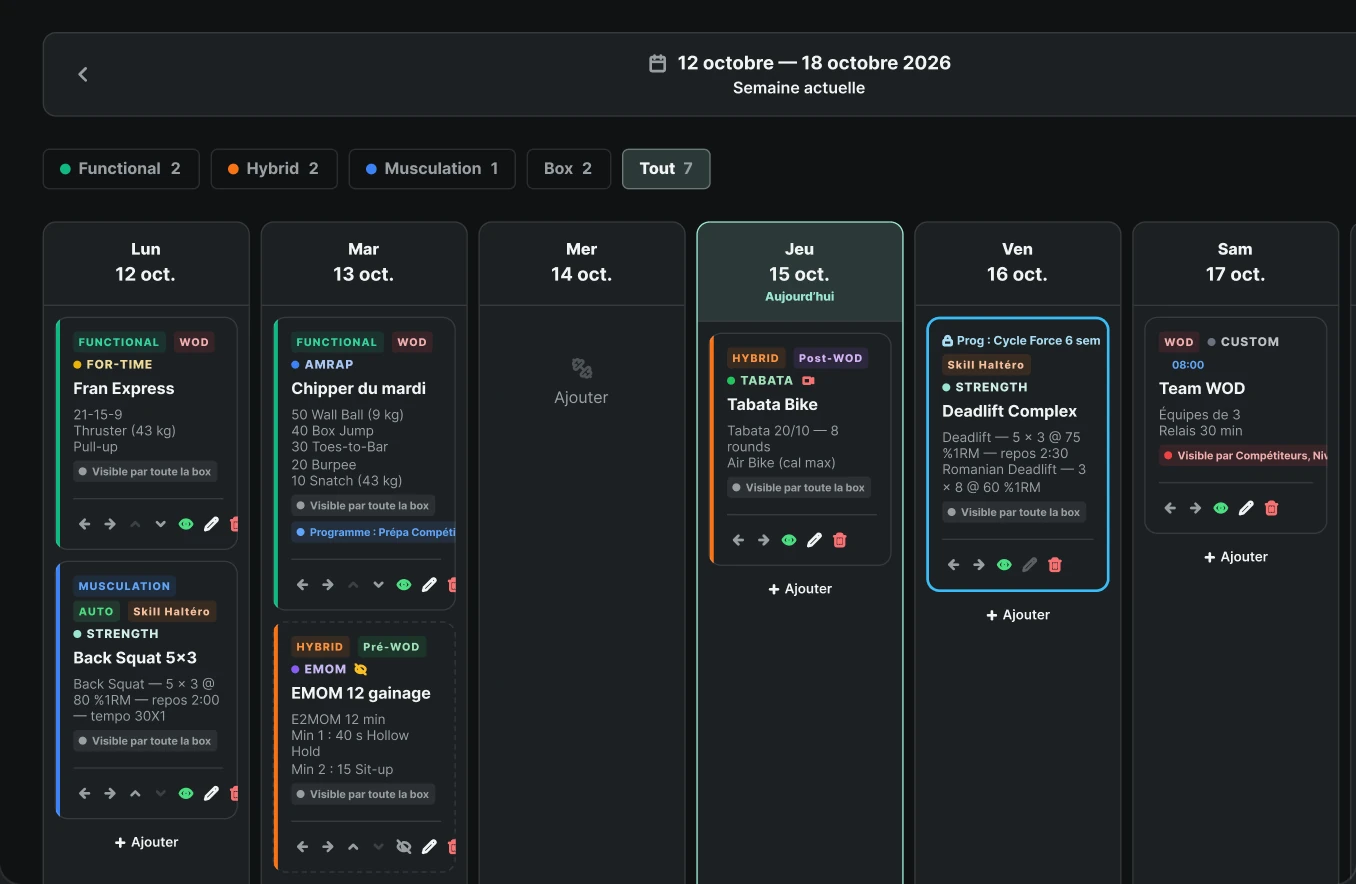 12 octobre — 18 octobre 2026
Semaine actuelle
Functional 2
Hybrid 2
Musculation 1
Box 2
Tout 7
Lun
12 oct.
FUNCTIONAL WOD
FOR-TIME
Fran Express
21-15-9
Thruster (43 kg)
Pull-up
Visible par toute la box
MUSCULATION
AUTO Skill Haltéro
STRENGTH
Back Squat 5×3
Back Squat — 5 × 3 @
80 %1RM — repos 2:00
— tempo 30X1
Visible par toute la box
+ Ajouter
Mar
13 oct.
FUNCTIONAL WOD
AMRAP
Chipper du mardi
50 Wall Ball (9 kg)
40 Box Jump
30 Toes-to-Bar
20 Burpee
10 Snatch (43 kg)
Visible par toute la box
Programme : Prépa Compéti
HYBRID Pré-WOD
EMOM
EMOM 12 gainage
E2MOM 12 min
Min 1 : 40 s Hollow
Hold
Min 2 : 15 Sit-up
Visible par toute la box
Mer
14 oct.
Ajouter
Jeu
15 oct.
Aujourd'hui
HYBRID Post-WOD
TABATA
Tabata Bike
Tabata 20/10 — 8
rounds
Air Bike (cal max)
Visible par toute la box
+ Ajouter
Ven
16 oct.
Prog : Cycle Force 6 sem
Skill Haltéro
STRENGTH
Deadlift Complex
Deadlift — 5 × 3 @ 75
%1RM — repos 2:30
Romanian Deadlift — 3
× 8 @ 60 %1RM
Visible par toute la box
+ Ajouter
Sam
17 oct.
WOD CUSTOM
08:00
Team WOD
Équipes de 3
Relais 30 min
Visible par Compétiteurs, Niv
+ Ajouter